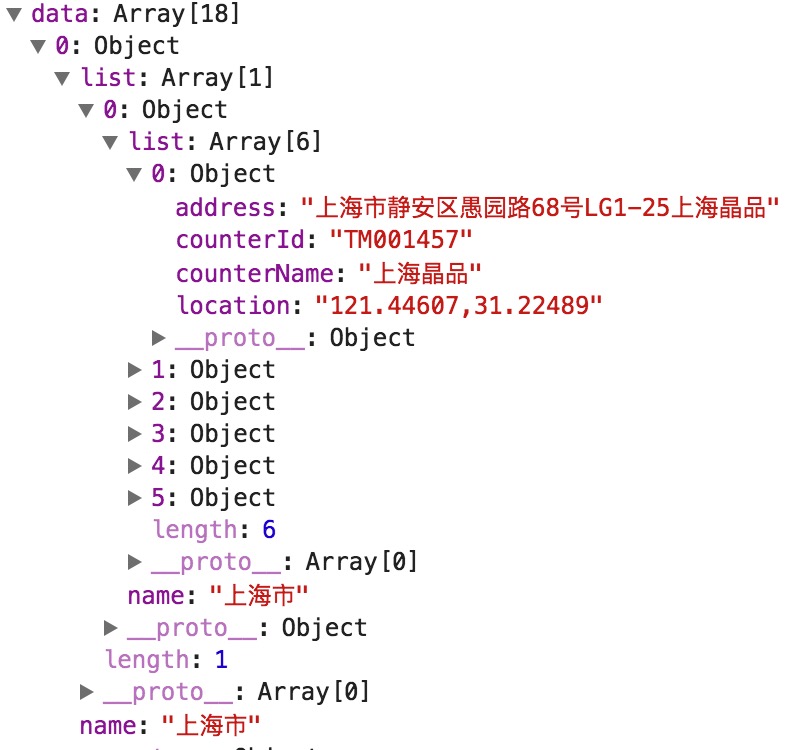 data: Array[18]
0: Object
list: Array[1]
0: Object
list: Array[6]
0: Object
address: "上海市静安区愚园路68号LG1-25上海晶品"
counterId: "TM001457"
counterName: "上海晶品"
location: "121.44607,31.22489"
__proto__: Object
1: Object
2: Object
3: Object
4: Object
5: Object
length: 6
__proto__: Array[0]
name: "上海市"
__proto__: Object
length: 1
__proto__: Array[0]
name: "上海市"